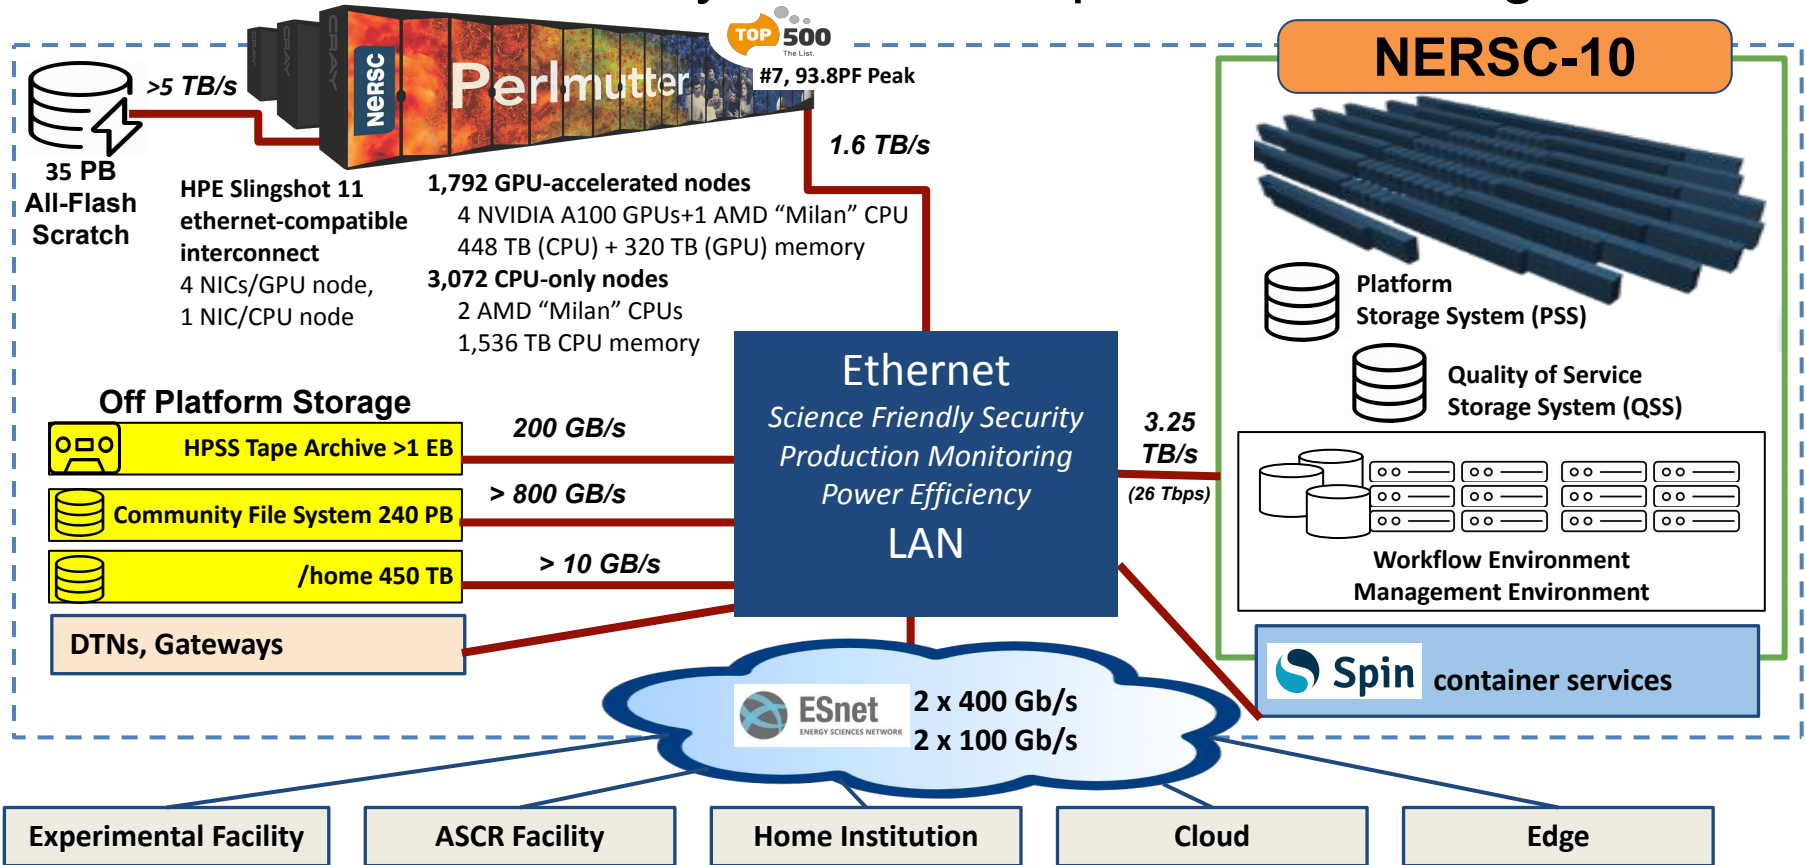 TOP 500
The List.
#7, 93.8PF Peak
CRAY
CRAY
CRAY
NERSC
Perlmutter
>5 TB/s
1.6 TB/s
35 PB
All-Flash
Scratch
HPE Slingshot 11
ethernet-compatible
interconnect
4 NICs/GPU node,
1 NIC/CPU node
1,792 GPU-accelerated nodes
4 NVIDIA A100 GPUs+1 AMD “Milan” CPU
448 TB (CPU) + 320 TB (GPU) memory
3,072 CPU-only nodes
2 AMD “Milan” CPUs
1,536 TB CPU memory
NERSC-10
Platform
Storage System (PSS)
Quality of Service
Storage System (QSS)
Workflow Environment
Management Environment
Spin container services
Ethernet
Science Friendly Security
Production Monitoring
Power Efficiency
LAN
3.25
TB/s
(26 Tbps)
Off Platform Storage
HPSS Tape Archive >1 EB
200 GB/s
Community File System 240 PB
> 800 GB/s
/home 450 TB
> 10 GB/s
DTNs, Gateways
ESnet
ENERGY SCIENCES NETWORK
2 x 400 Gb/s
2 x 100 Gb/s
Experimental Facility
ASCR Facility
Home Institution
Cloud
Edge